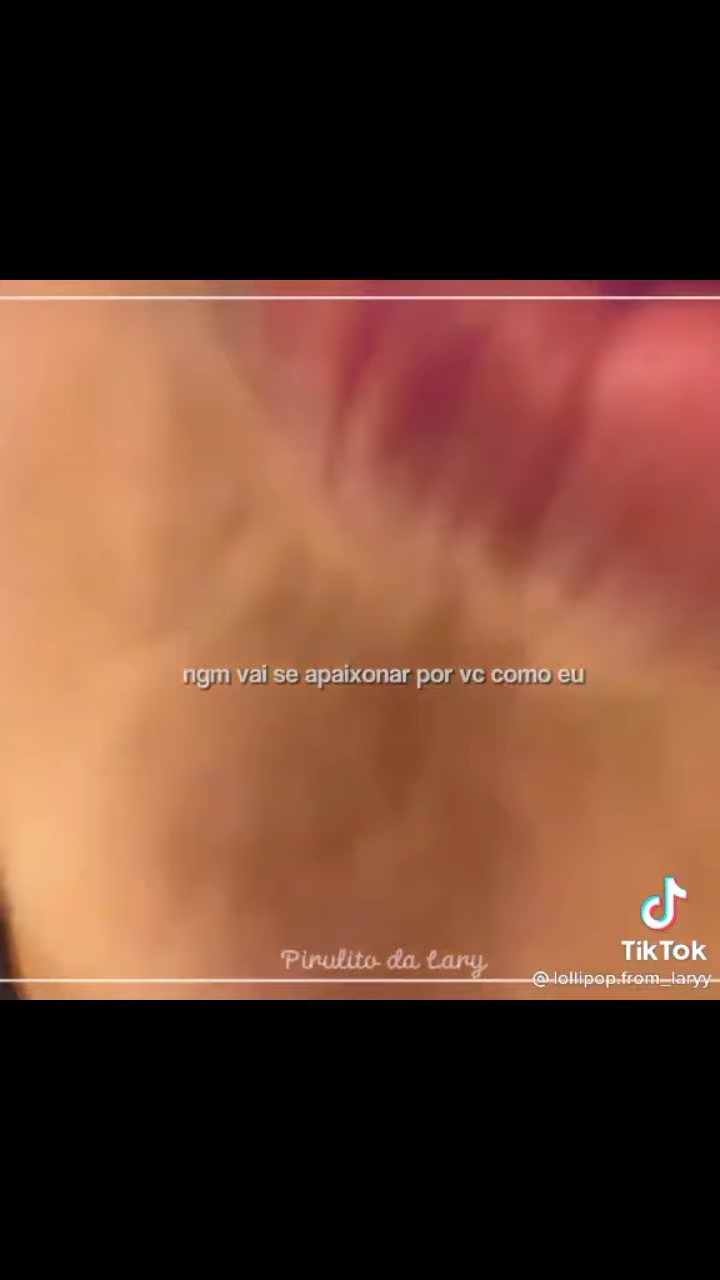 ngm vai se apaixonar por vc como eu
Pirulito da Lary
TikTok
@lollipop.from_laryy